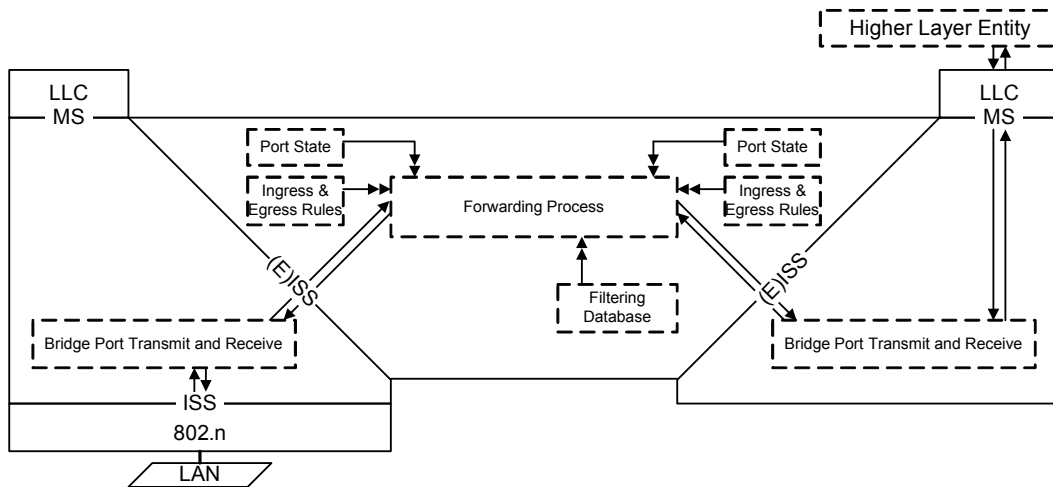 Higher Layer Entity
LLC
MS
LLC
MS
Port State
Port State
Ingress &
Egress Rules
Forwarding Process
Ingress &
Egress Rules
(E)ISS
(E)ISS
Filtering
Database
Bridge Port Transmit and Receive
Bridge Port Transmit and Receive
ISS
802.n
LAN